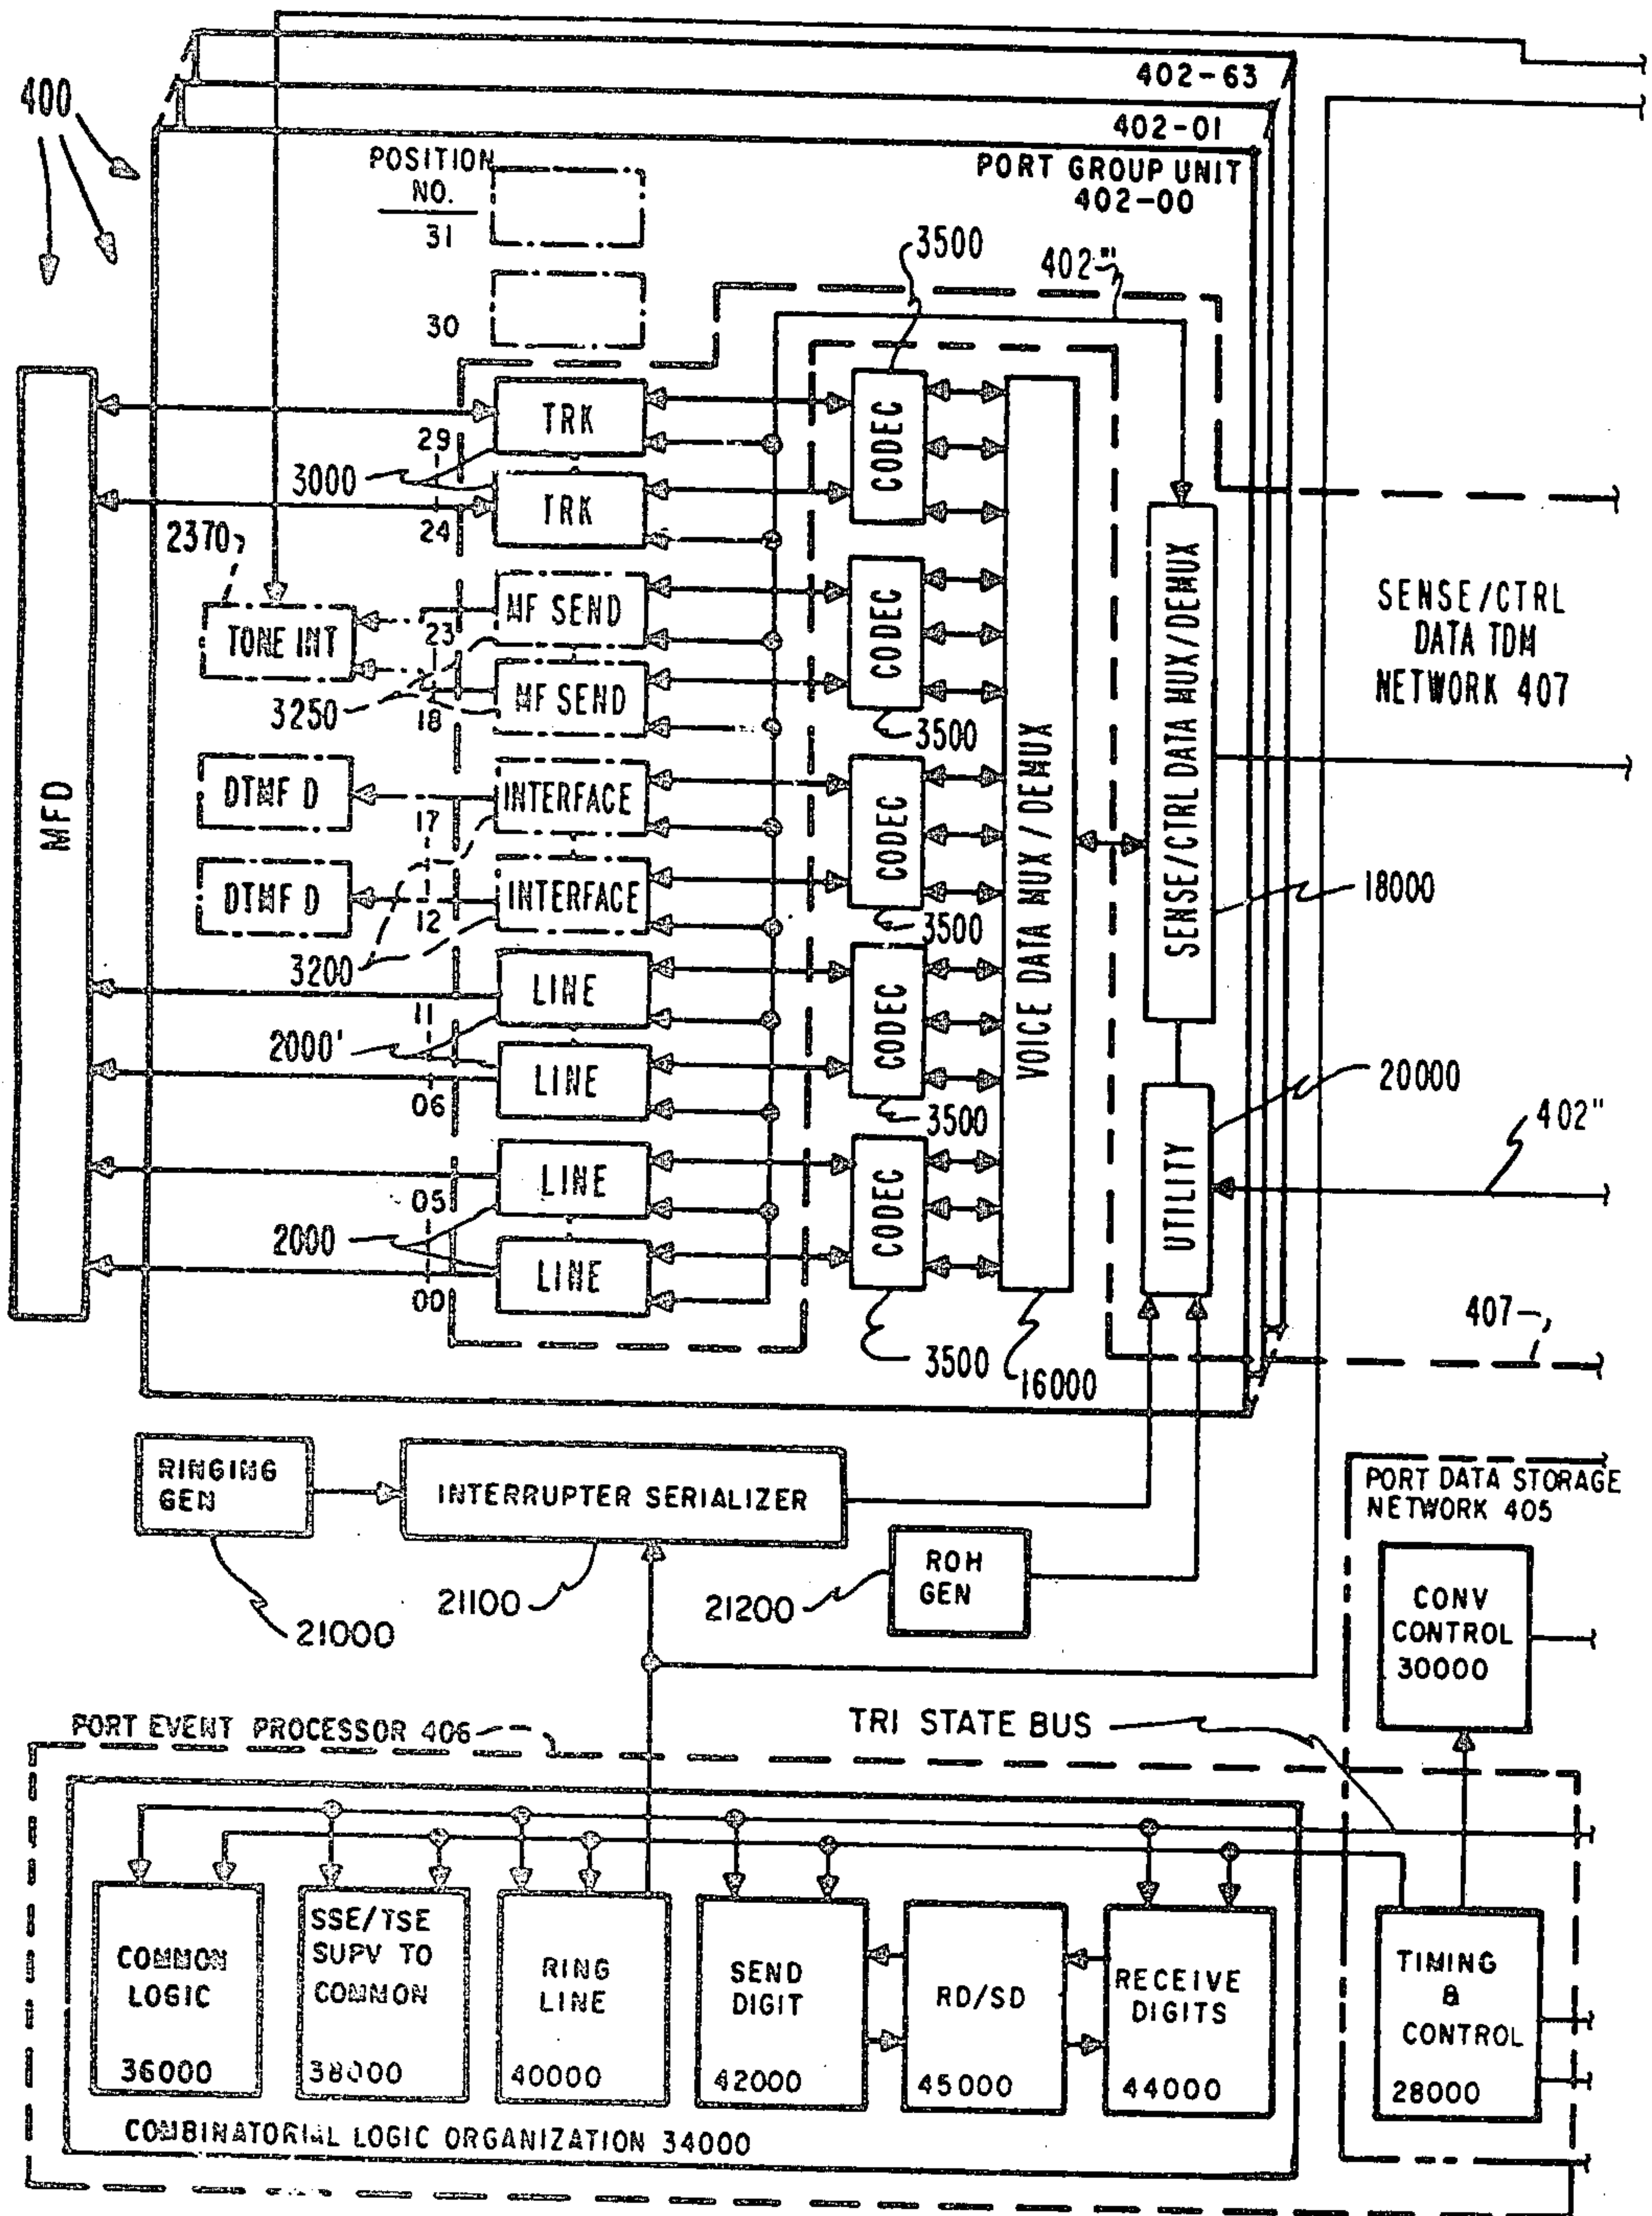 400
402-63
402-01
PORT GROUP UNIT
402-00
POSITION
NO.
31
30
3500
402'''
TRK
29
3000
TRK
24
2370
TONE INT
MF SEND
23
3250
MF SEND
18
DTMF D
INTERFACE
17
DTMF D
INTERFACE
12
3200
LINE
11
2000'
LINE
06
LINE
05
2000
LINE
00
MFD
CODEC
CODEC
3500
CODEC
3500
CODEC
3500
CODEC
3500
VOICE DATA MUX / DEMUX
16000
SENSE/CTRL DATA MUX/DEMUX
18000
SENSE/CTRL
DATA TDM
NETWORK 407
20000
UTILITY
402"
407
RINGING
GEN
21000
INTERRUPTER SERIALIZER
21100
ROH
GEN
21200
PORT DATA STORAGE
NETWORK 405
CONV
CONTROL
30000
PORT EVENT PROCESSOR 406
TRI STATE BUS
COMMON
LOGIC
36000
SSE/TSE
SUPV TO
COMMON
38000
RING
LINE
40000
SEND
DIGIT
42000
RD/SD
45000
RECEIVE
DIGITS
44000
TIMING
&
CONTROL
28000
COMBINATORIAL LOGIC ORGANIZATION 34000